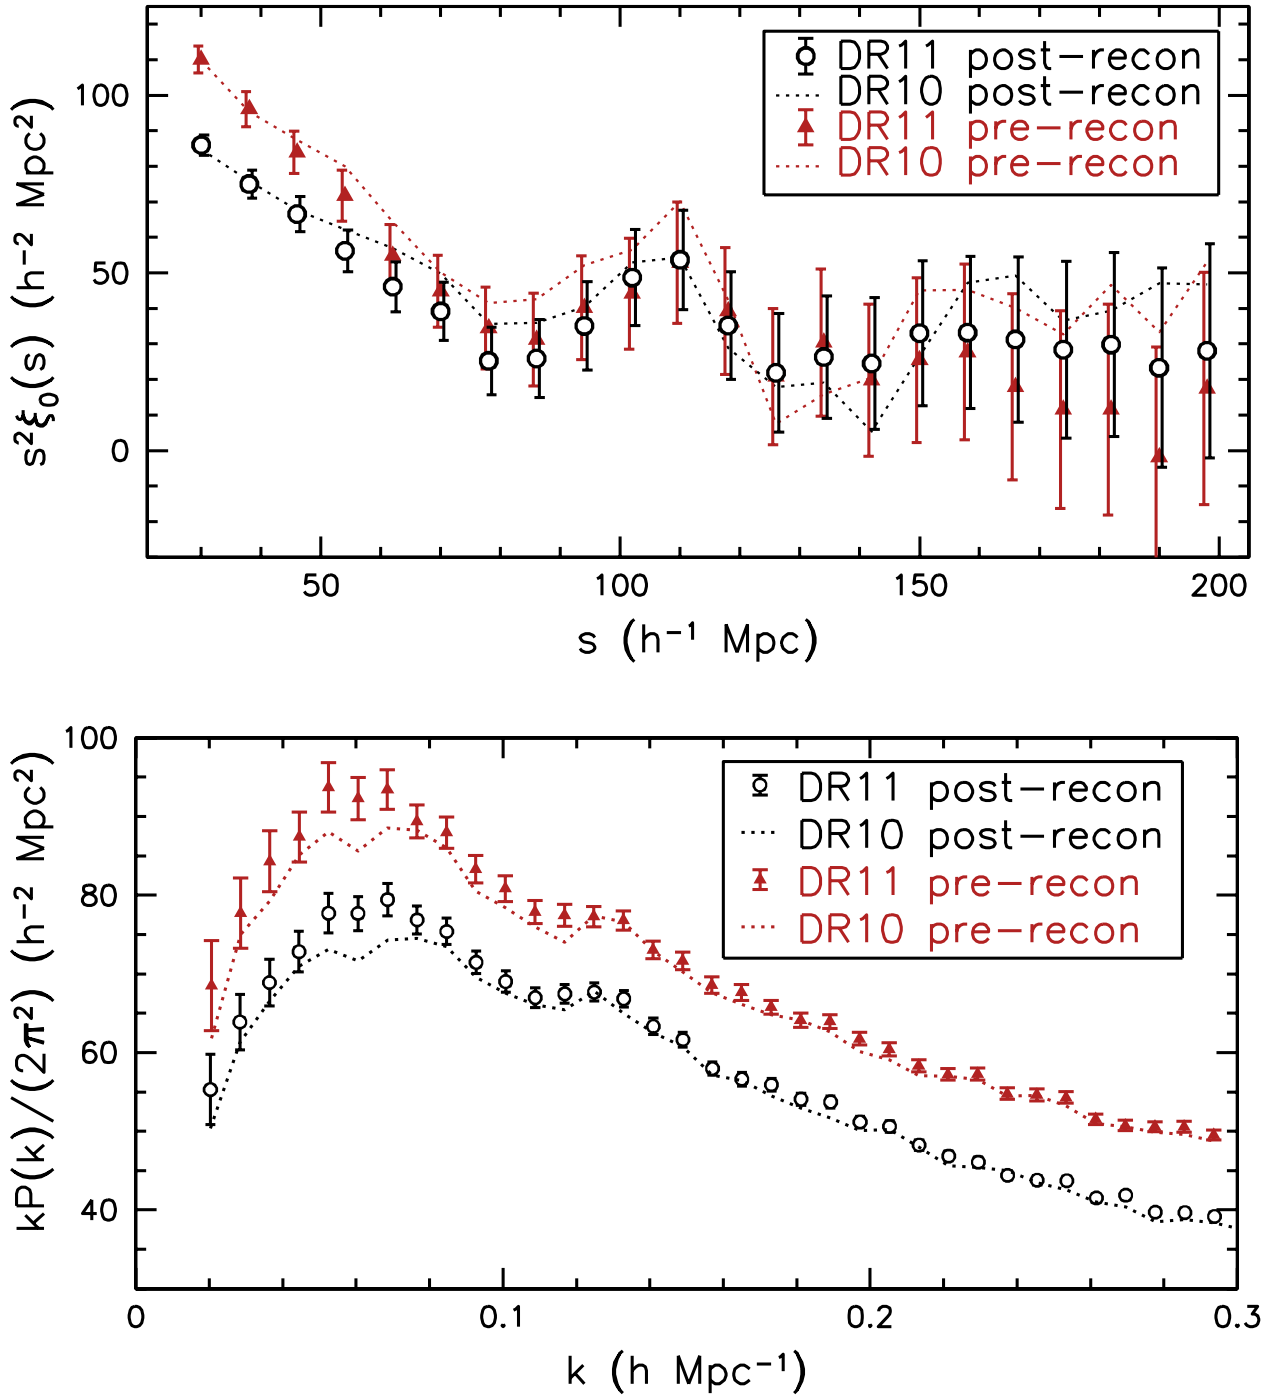 s²ξ₀(s) (h⁻² Mpc²)
100
50
0
DR11 post-recon
DR10 post-recon
DR11 pre-recon
DR10 pre-recon
50 100 150 200
s (h⁻¹ Mpc)
kP(k)/(2π²) (h⁻² Mpc²)
100
80
60
40
DR11 post-recon
DR10 post-recon
DR11 pre-recon
DR10 pre-recon
0 0.1 0.2 0.3
k (h Mpc⁻¹)